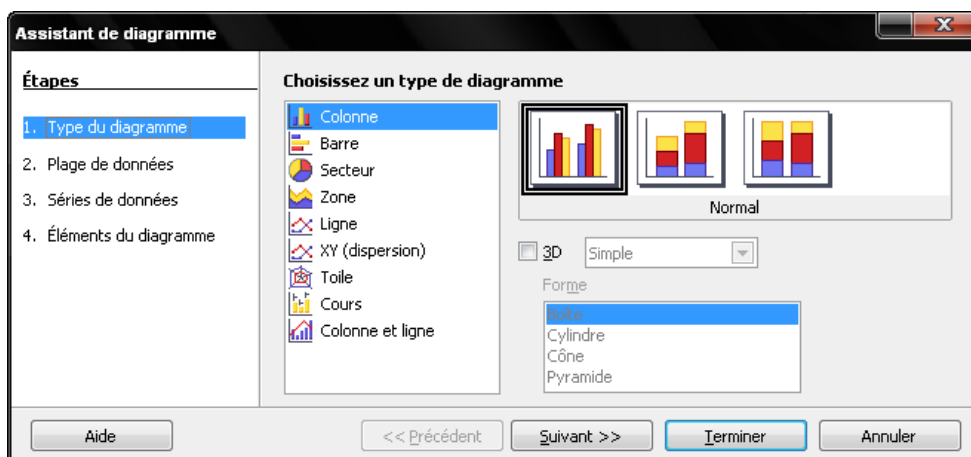 Assistant de diagramme
Étapes
1. Type du diagramme
2. Plage de données
3. Séries de données
4. Éléments du diagramme
Choisissez un type de diagramme
Colonne
Barre
Secteur
Zone
Ligne
XY (dispersion)
Toile
Cours
Colonne et ligne
Normal
3D
Simple
Forme
Boîte
Cylindre
Cône
Pyramide
Aide
<< Précédent
Suivant >>
Terminer
Annuler